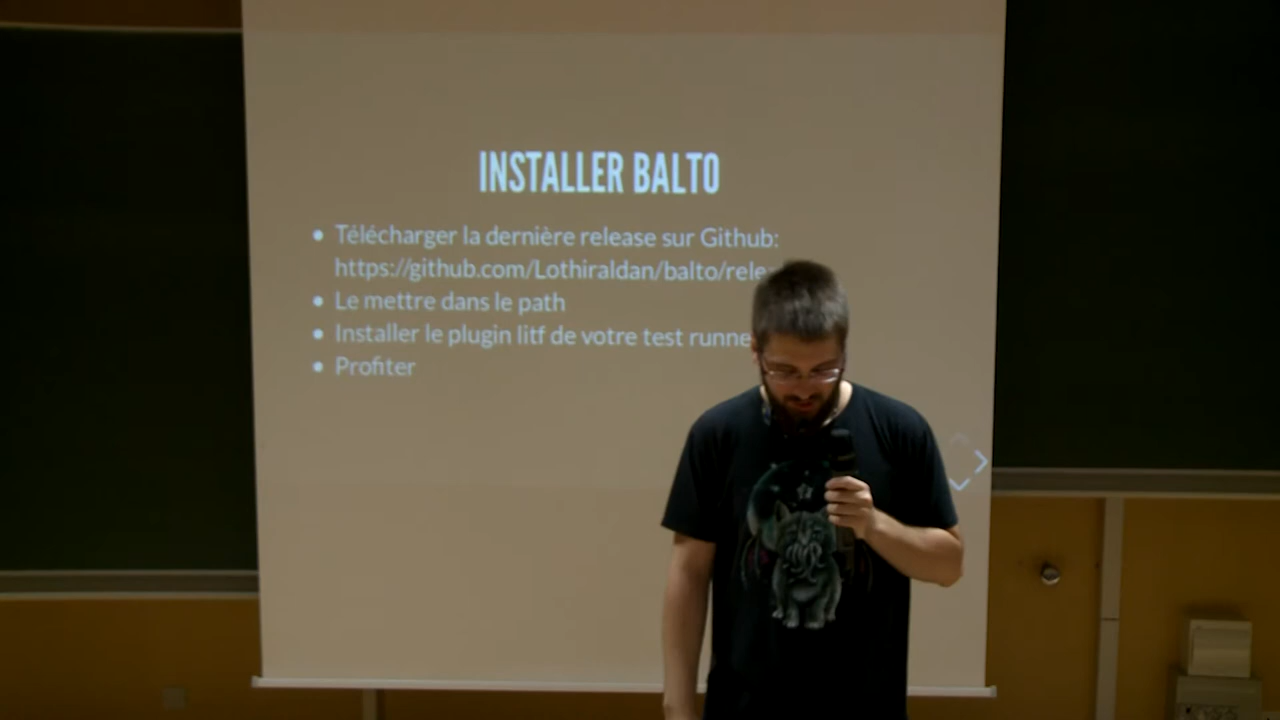 INSTALLER BALTO
• Télécharger la dernière release sur Github:
https://github.com/Lothiraldan/balto/rele
• Le mettre dans le path
• Installer le plugin litf de votre test runne
• Profiter